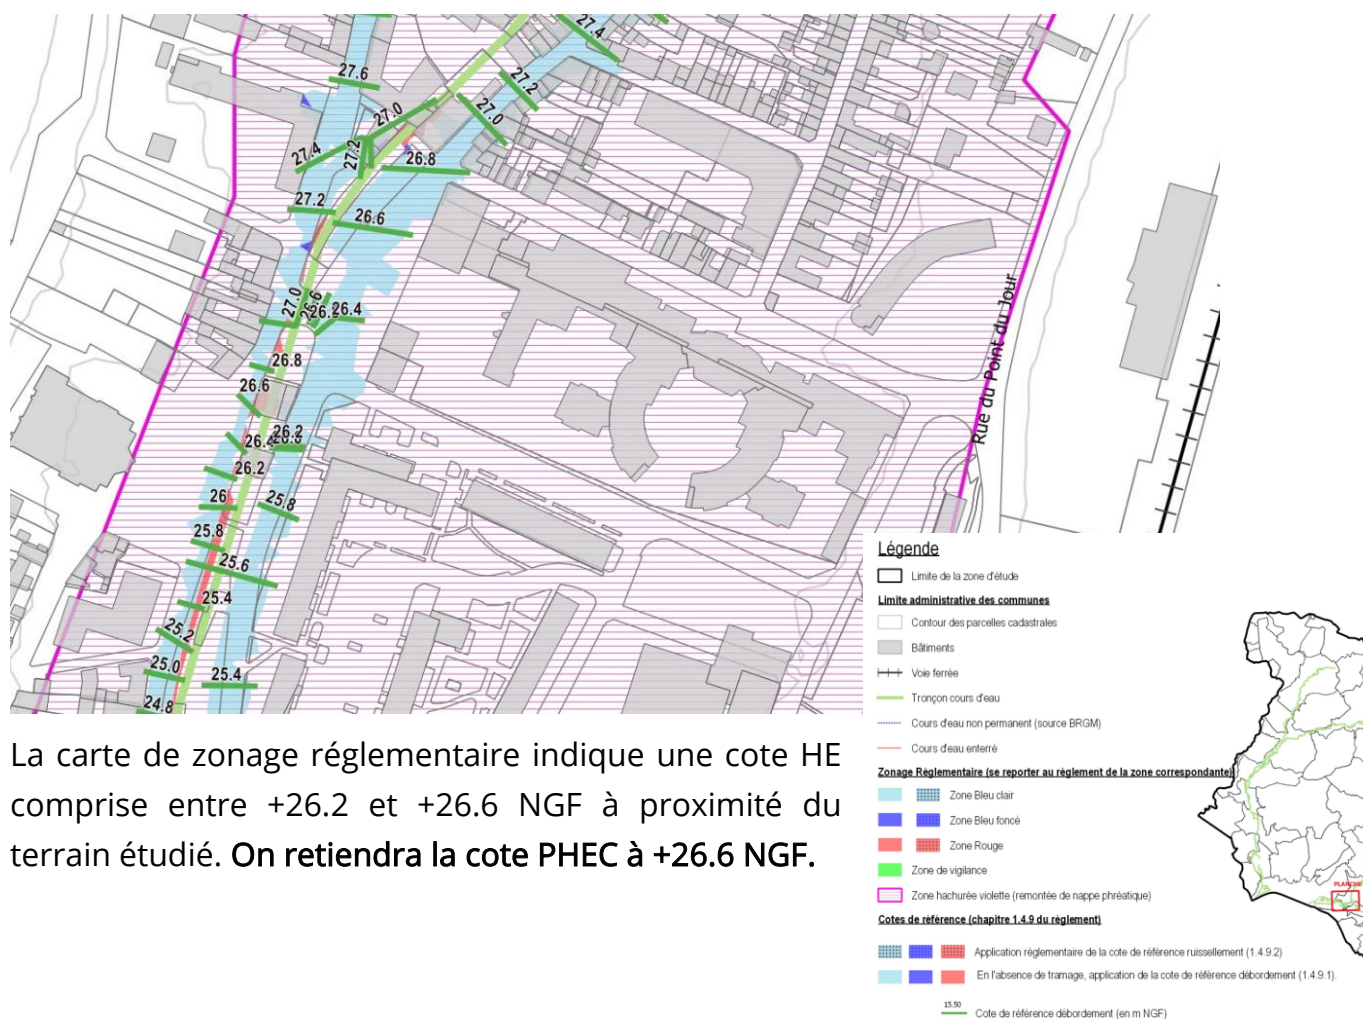 27.4
27.6
27.2
27.0
27.0
26.8
27.4
27.2
27.2
26.6
27.0
26.6
26.4
Rue du Point du Jour
26.8
26.6
26.2
26.2
26
25.8
25.8
25.6
25.4
25.2
25.0
25.4
24.8
La carte de zonage réglementaire indique une cote HE
comprise entre +26.2 et +26.6 NGF à proximité du
terrain étudié. On retiendra la cote PHEC à +26.6 NGF.
Légende
Limite de la zone d'étude
Limite administrative des communes
Contour des parcelles cadastrales
Bâtiments
Voie ferrée
Tronçon cours d'eau
Cours d'eau non permanent (source BRGM)
Cours d'eau enterré
Zonage Règlementaire (se reporter au règlement de la zone correspondante)
Zone Bleu clair
Zone Bleu foncé
Zone Rouge
Zone de vigilance
Zone hachurée violette (remontée de nappe phréatique)
Cotes de référence (chapitre 1.4.9 du règlement)
Application règlementaire de la cote de référence ruissellement (1.4.9.2)
En l'absence de tramage, application de la cote de référence débordement (1.4.9.1).
15.50
Cote de référence débordement (en m NGF)
PLANCHE